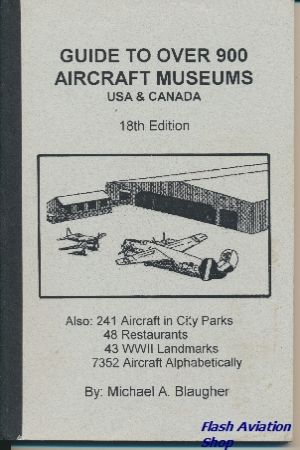 GUIDE TO OVER 900
AIRCRAFT MUSEUMS
USA & CANADA
18th Edition
Also: 241 Aircraft in City Parks
48 Restaurants
43 WWII Landmarks
7352 Aircraft Alphabetically
By: Michael A. Blaugher
Flash Aviation
Shop